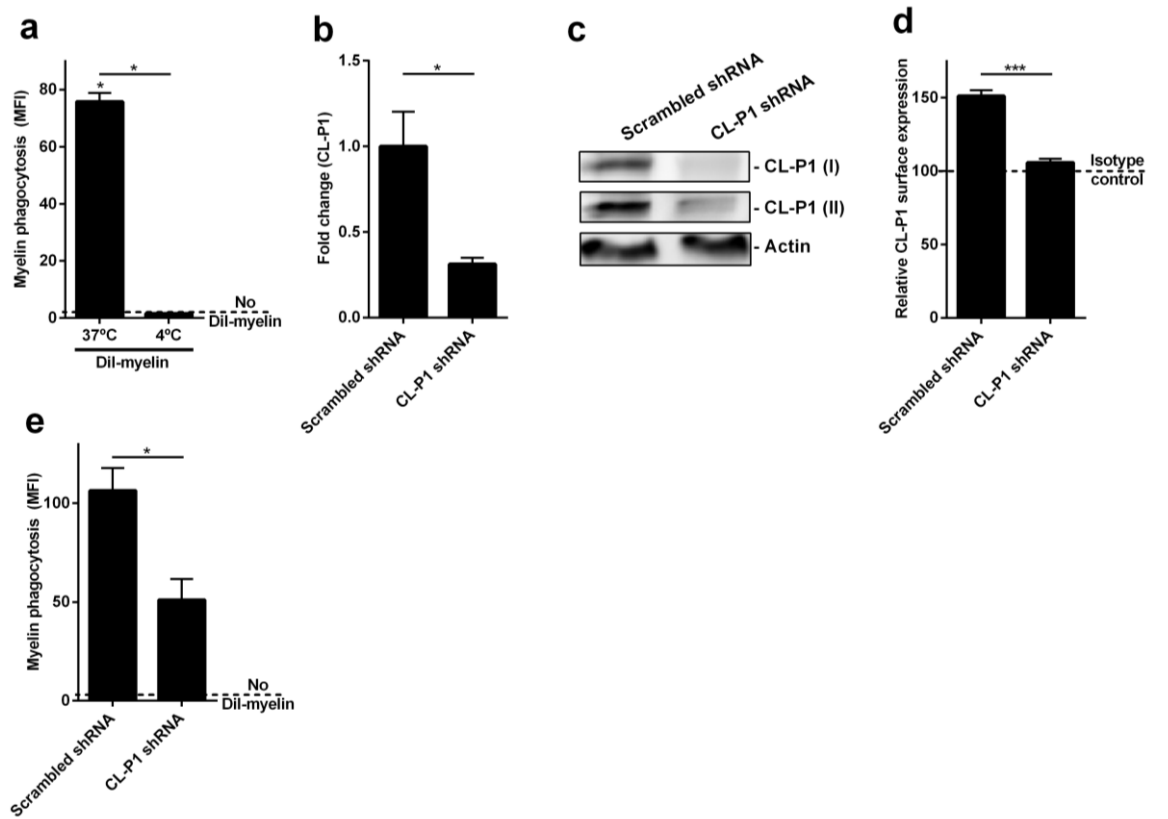 a
Myelin phagocytosis (MFI)
80
60
40
20
0
*
*
No
DiI-myelin
37ºC 4ºC
DiI-myelin
b
Fold change (CL-P1)
1.5
1.0
0.5
0.0
*
Scrambled shRNA
CL-P1 shRNA
c
Scrambled shRNA
CL-P1 shRNA
- CL-P1 (I)
- CL-P1 (II)
- Actin
d
Relative CL-P1 surface expression
150
100
50
0
***
Isotype
control
Scrambled shRNA
CL-P1 shRNA
e
Myelin phagocytosis (MFI)
100
50
0
*
No
DiI-myelin
Scrambled shRNA
CL-P1 shRNA